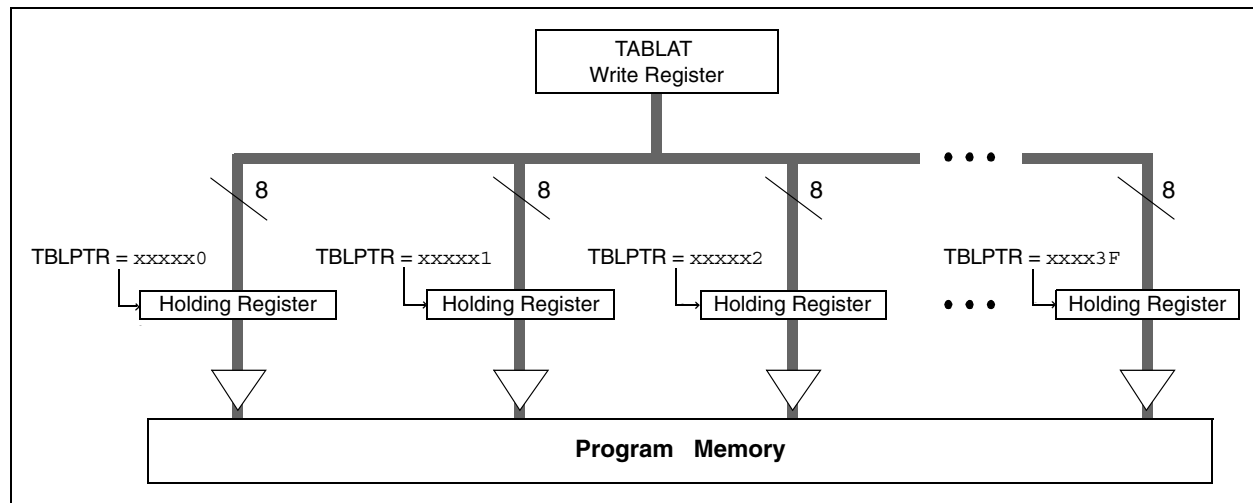 TABLAT
Write Register
8
8
8
8
TBLPTR = xxxxx0
TBLPTR = xxxxx1
TBLPTR = xxxxx2
TBLPTR = xxxx3F
Holding Register
Holding Register
Holding Register
Holding Register
Program Memory